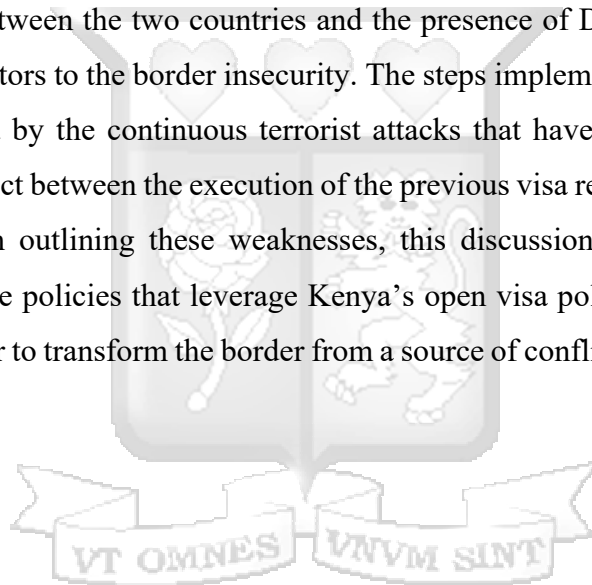 etween the two countries and the presence of D
tors to the border insecurity. The steps implem
by the continuous terrorist attacks that have
ct between the execution of the previous visa re
outlining these weaknesses, this discussion
e policies that leverage Kenya’s open visa pol
r to transform the border from a source of confli
VT OMNES VNVM SINT